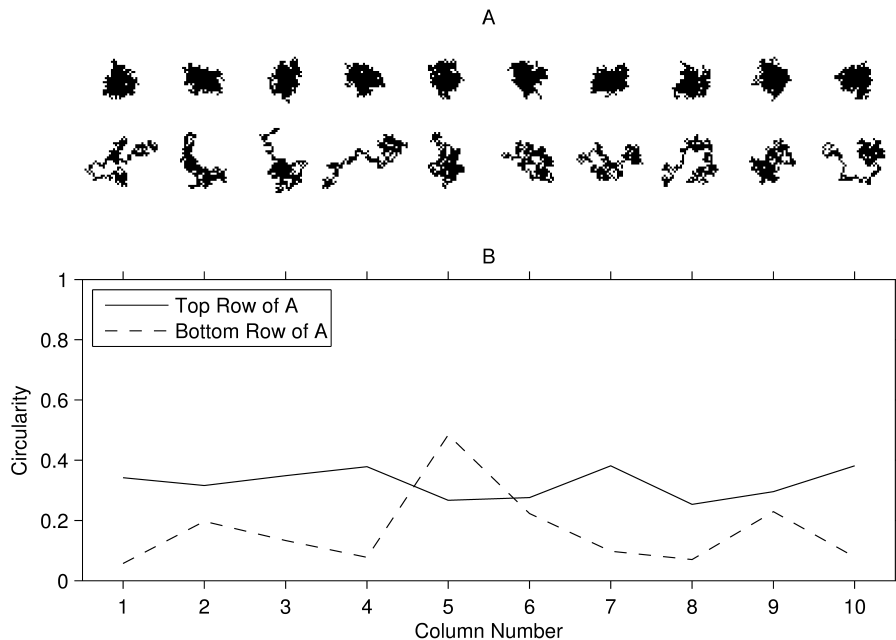 A
B
1
0.8
0.6
0.4
0.2
0
Circularity
Top Row of A
Bottom Row of A
1 2 3 4 5 6 7 8 9 10
Column Number